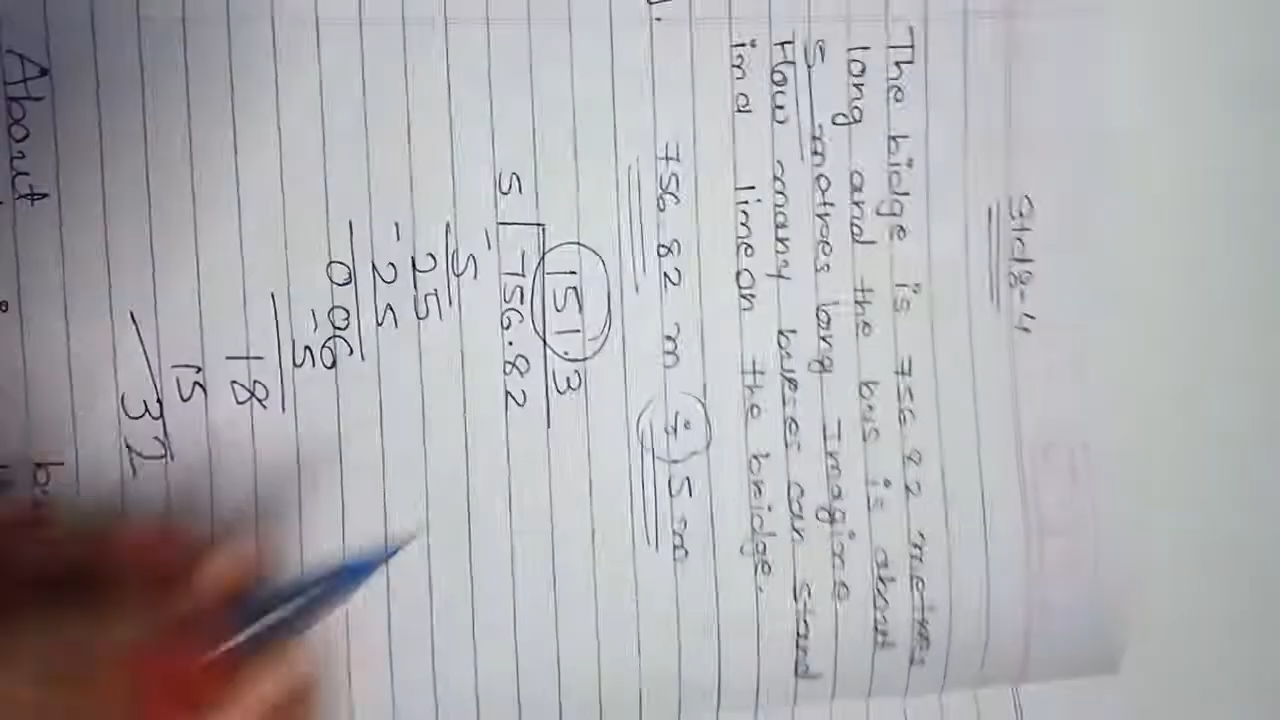 Std8-4
The bidge is 756.82 metres
long and the bus is about
5 metres long Imagine
How many buses can stand
in a line on the bridge.
756.82 m ÷ 5 m
151.3
5 756.82
- 5
25
- 25
006
- 5
18
15
32
About